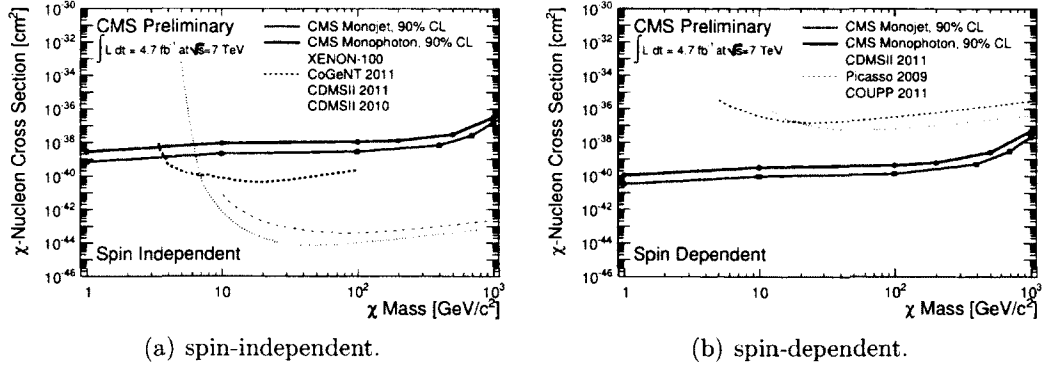 CMS Preliminary
∫L dt = 4.7 fb⁻¹ at √s=7 TeV
CMS Monojet, 90% CL
CMS Monophoton, 90% CL
XENON-100
CoGeNT 2011
CDMSII 2011
CDMSII 2010
χ-Nucleon Cross Section [cm²]
10⁻³⁰
10⁻³²
10⁻³⁴
10⁻³⁶
10⁻³⁸
10⁻⁴⁰
10⁻⁴²
10⁻⁴⁴
10⁻⁴⁶
Spin Independent
1
10
10²
10³
χ Mass [GeV/c²]
(a) spin-independent.
CMS Preliminary
∫L dt = 4.7 fb⁻¹ at √s=7 TeV
CMS Monojet, 90% CL
CMS Monophoton, 90% CL
CDMSII 2011
Picasso 2009
COUPP 2011
χ-Nucleon Cross Section [cm²]
10⁻³⁰
10⁻³²
10⁻³⁴
10⁻³⁶
10⁻³⁸
10⁻⁴⁰
10⁻⁴²
10⁻⁴⁴
10⁻⁴⁶
Spin Dependent
1
10
10²
10³
χ Mass [GeV/c²]
(b) spin-dependent.